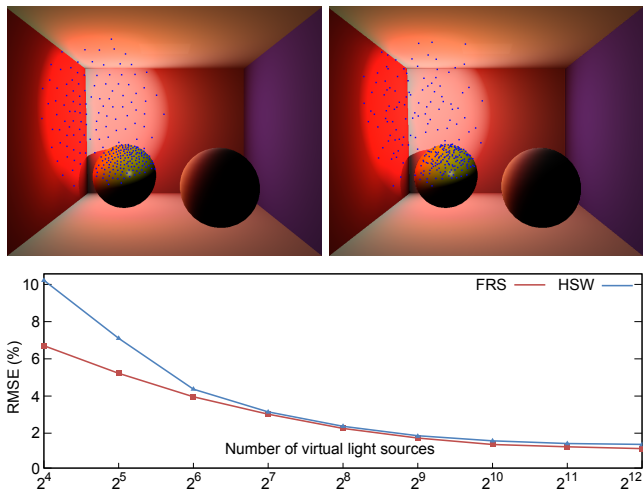 10
8
6
4
2
0
RMSE (%)
FRS
HSW
Number of virtual light sources
2^4 2^5 2^6 2^7 2^8 2^9 2^10 2^11 2^12